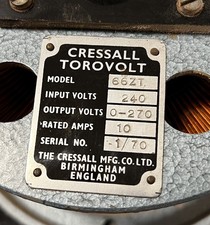 CRESSALL
TOROVOLT
MODEL 66ZT.
INPUT VOLTS 240
OUTPUT VOLTS 0-270
RATED AMPS 10
SERIAL NO. -1/70
THE CRESSALL MFG. CO. LTD.
BIRMINGHAM
ENGLAND